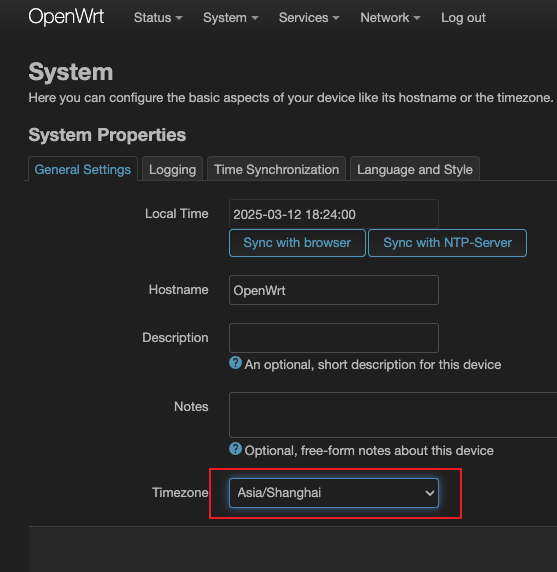 OpenWrt Status System Services Network Log out
System
Here you can configure the basic aspects of your device like its hostname or the timezone.
System Properties
General Settings Logging Time Synchronization Language and Style
Local Time 2025-03-12 18:24:00
Sync with browser Sync with NTP-Server
Hostname OpenWrt
Description
? An optional, short description for this device
Notes
? Optional, free-form notes about this device
Timezone Asia/Shanghai